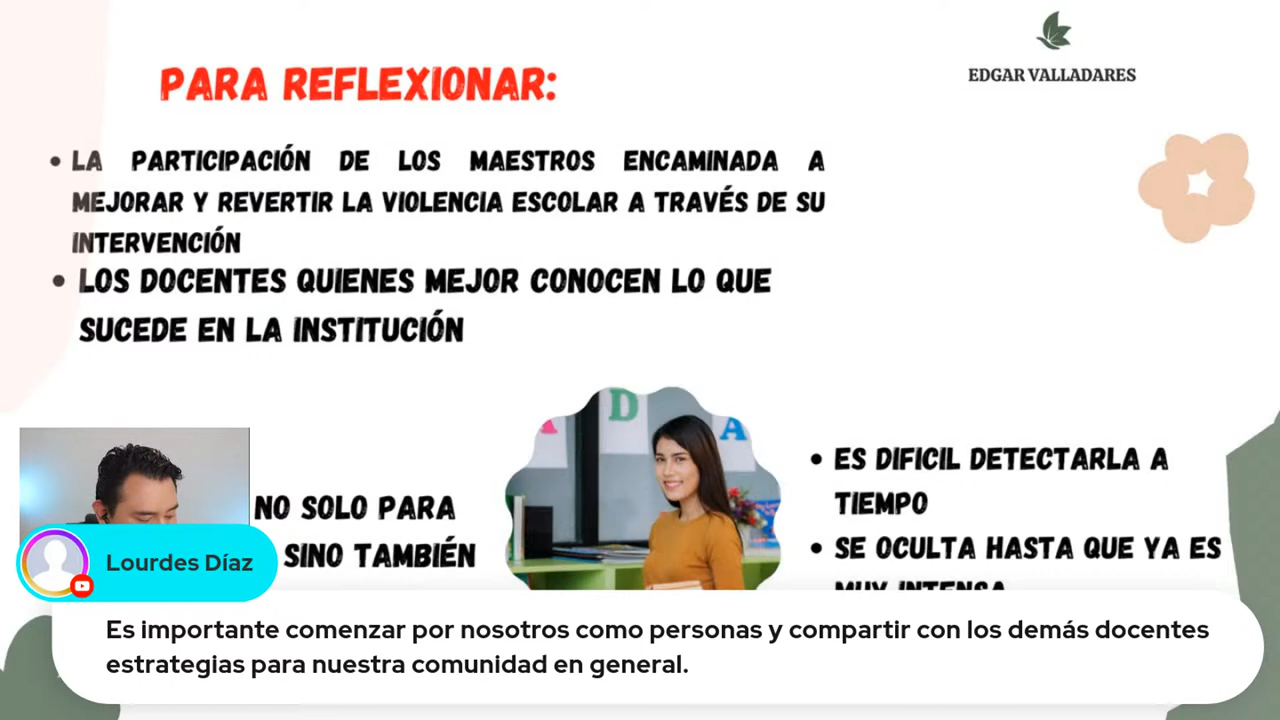 EDGAR VALLADARES
PARA REFLEXIONAR:
• LA PARTICIPACIÓN DE LOS MAESTROS ENCAMINADA A
MEJORAR Y REVERTIR LA VIOLENCIA ESCOLAR A TRAVÉS DE SU
INTERVENCIÓN
• LOS DOCENTES QUIENES MEJOR CONOCEN LO QUE
SUCEDE EN LA INSTITUCIÓN
D
A
NO SOLO PARA
SINO TAMBIÉN
• ES DIFICIL DETECTARLA A
TIEMPO
• SE OCULTA HASTA QUE YA ES
MUY INTENSA
Lourdes Díaz
Es importante comenzar por nosotros como personas y compartir con los demás docentes
estrategias para nuestra comunidad en general.